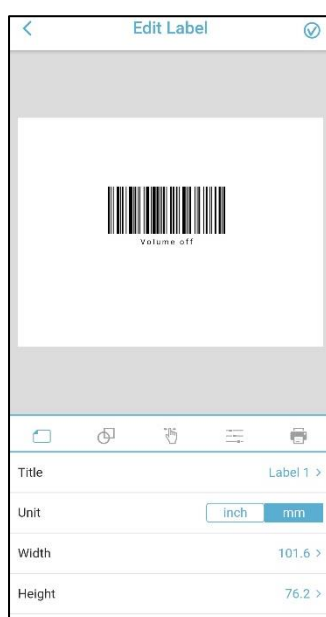 Edit Label
Volume off
Title Label 1 >
Unit inch mm
Width 101.6 >
Height 76.2 >